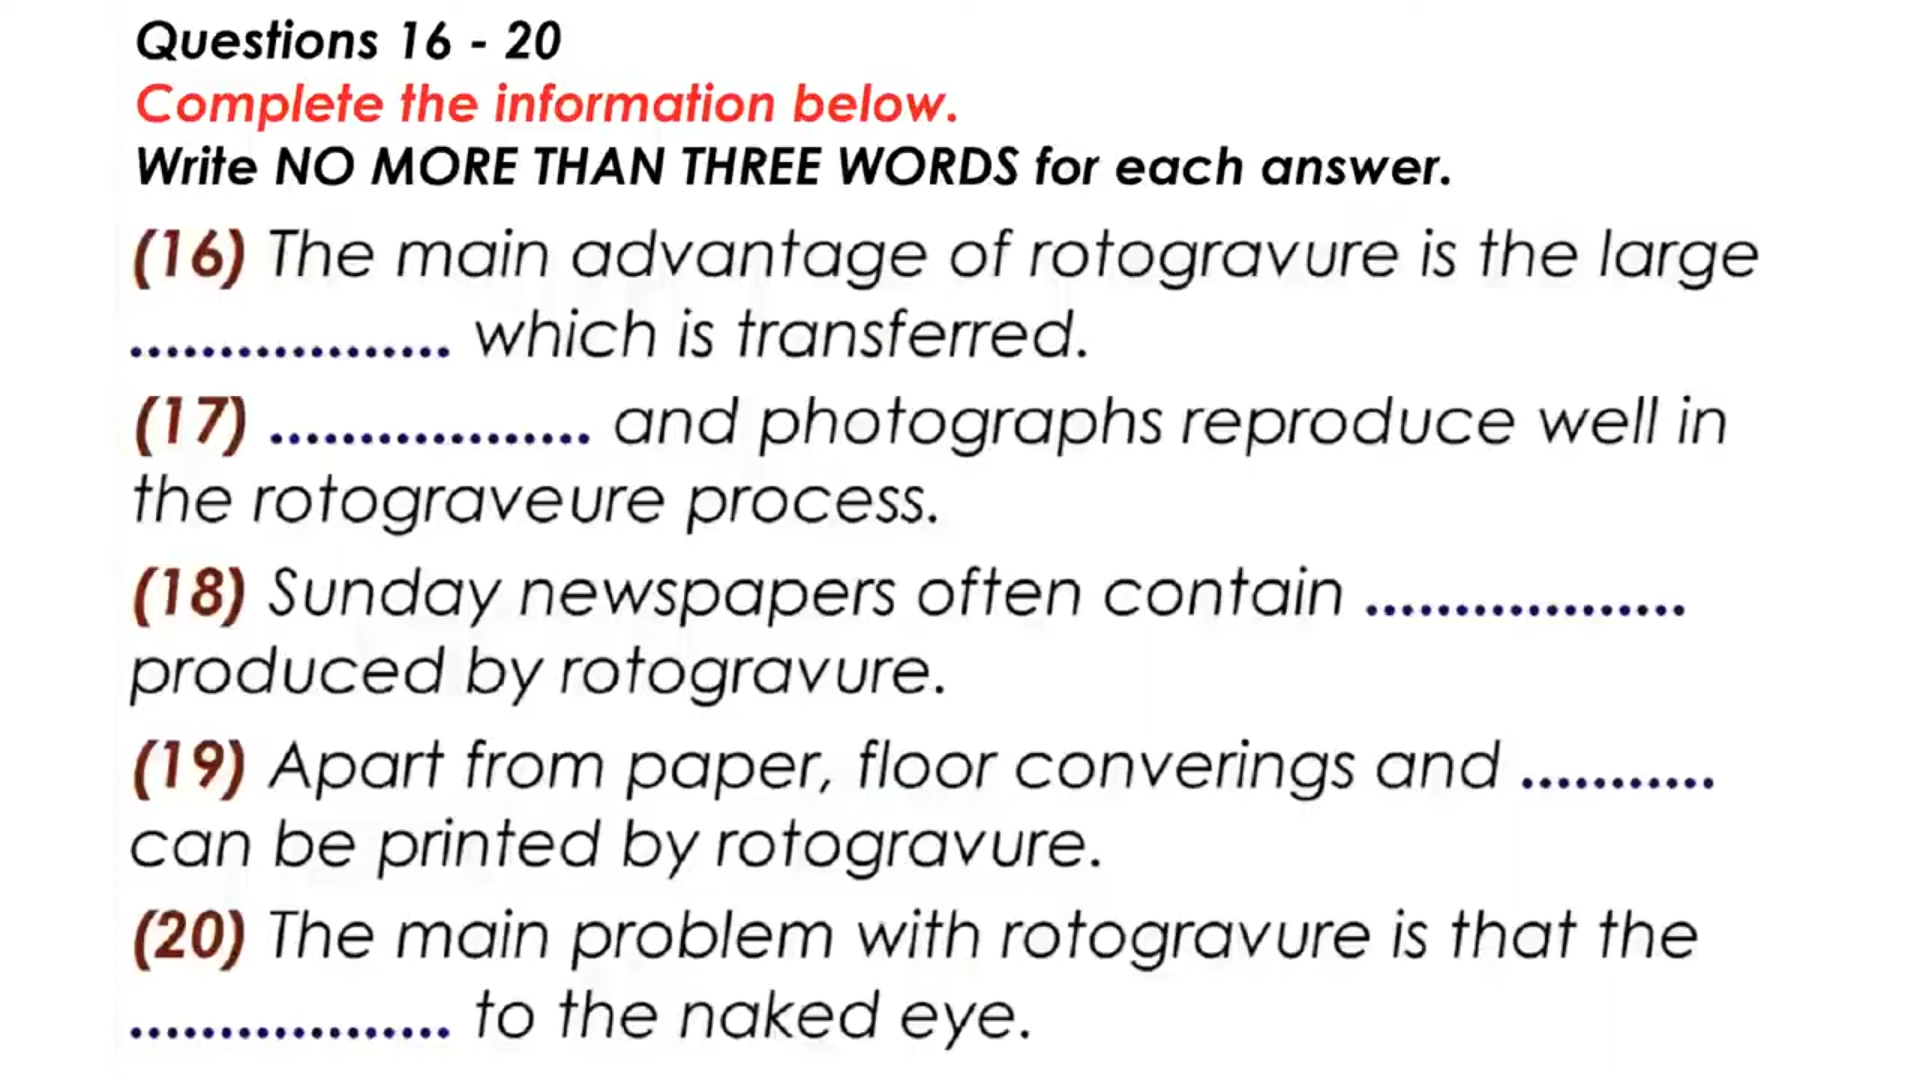 Questions 16 - 20
Complete the information below.
Write NO MORE THAN THREE WORDS for each answer.
(16) The main advantage of rotogravure is the large
.................. which is transferred.
(17) .................. and photographs reproduce well in
the rotograveure process.
(18) Sunday newspapers often contain ..................
produced by rotogravure.
(19) Apart from paper, floor converings and ...........
can be printed by rotogravure.
(20) The main problem with rotogravure is that the
.................. to the naked eye.